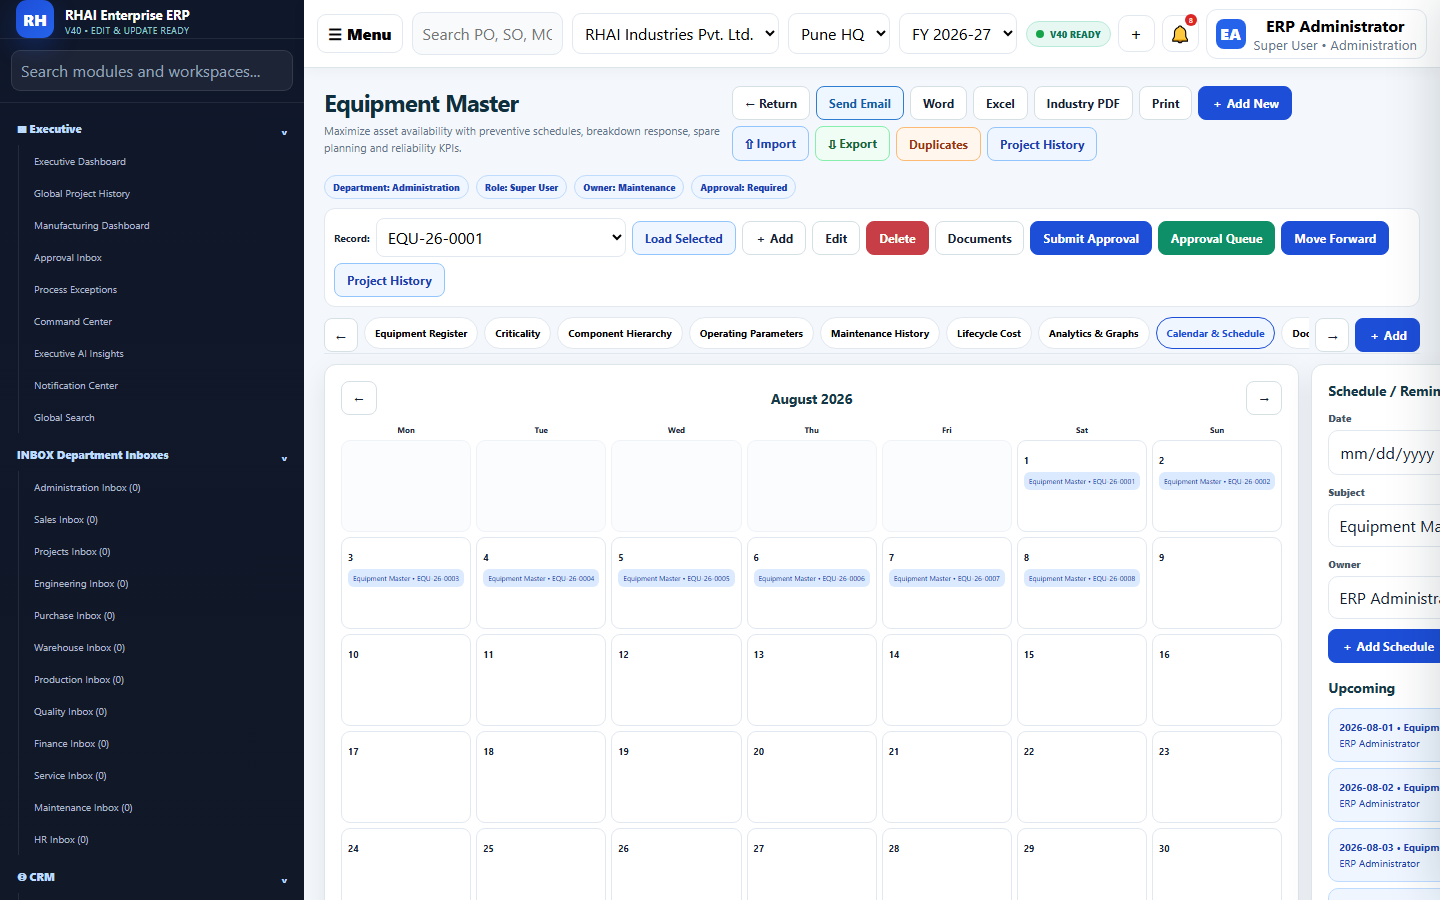 RH
RHAI Enterprise ERP
V40 • EDIT & UPDATE READY
Search modules and workspaces...
Executive
Executive Dashboard
Global Project History
Manufacturing Dashboard
Approval Inbox
Process Exceptions
Command Center
Executive AI Insights
Notification Center
Global Search
INBOX Department Inboxes
Administration Inbox (0)
Sales Inbox (0)
Projects Inbox (0)
Engineering Inbox (0)
Purchase Inbox (0)
Warehouse Inbox (0)
Production Inbox (0)
Quality Inbox (0)
Finance Inbox (0)
Service Inbox (0)
Maintenance Inbox (0)
HR Inbox (0)
CRM
☰ Menu
Search PO, SO, MC
RHAI Industries Pvt. Ltd.
Pune HQ
FY 2026-27
V40 READY
+
8
EA
ERP Administrator
Super User • Administration
Equipment Master
Maximize asset availability with preventive schedules, breakdown response, spare
planning and reliability KPIs.
← Return
Send Email
Word
Excel
Industry PDF
Print
+ Add New
⇧ Import
⇩ Export
Duplicates
Project History
Department: Administration
Role: Super User
Owner: Maintenance
Approval: Required
Record:
EQU-26-0001
Load Selected
+ Add
Edit
Delete
Documents
Submit Approval
Approval Queue
Move Forward
Project History
←
Equipment Register
Criticality
Component Hierarchy
Operating Parameters
Maintenance History
Lifecycle Cost
Analytics & Graphs
Calendar & Schedule
Doc
→
+ Add
←
August 2026
→
Mon Tue Wed Thu Fri Sat Sun
1 2
Equipment Master • EQU-26-0001 Equipment Master • EQU-26-0002
3 4 5 6 7 8 9
Equipment Master • EQU-26-0003 Equipment Master • EQU-26-0004 Equipment Master • EQU-26-0005 Equipment Master • EQU-26-0006 Equipment Master • EQU-26-0007 Equipment Master • EQU-26-0008
10 11 12 13 14 15 16
17 18 19 20 21 22 23
24 25 26 27 28 29 30
Schedule / Remin
Date
mm/dd/yyyy
Subject
Equipment Ma
Owner
ERP Administra
+ Add Schedule
Upcoming
2026-08-01 • Equipm
ERP Administrator
2026-08-02 • Equipm
ERP Administrator
2026-08-03 • Equipm
ERP Administrator